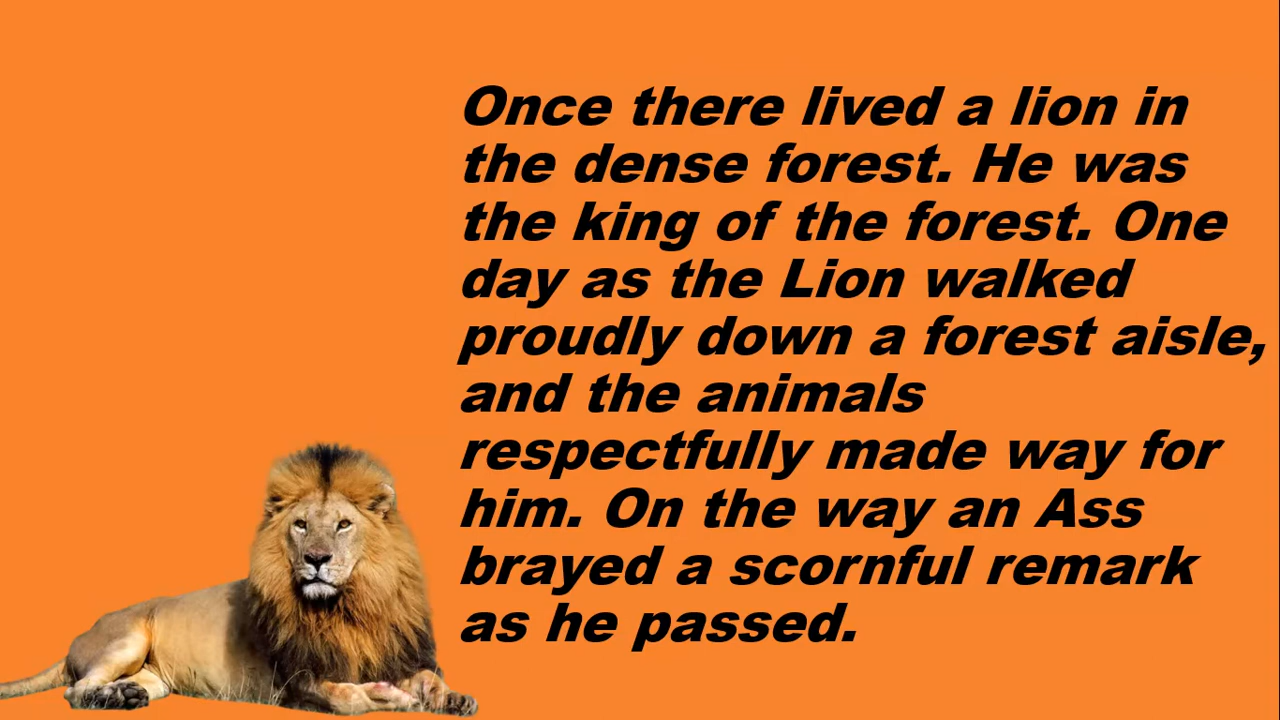 Once there lived a lion in
the dense forest. He was
the king of the forest. One
day as the Lion walked
proudly down a forest aisle,
and the animals
respectfully made way for
him. On the way an Ass
brayed a scornful remark
as he passed.